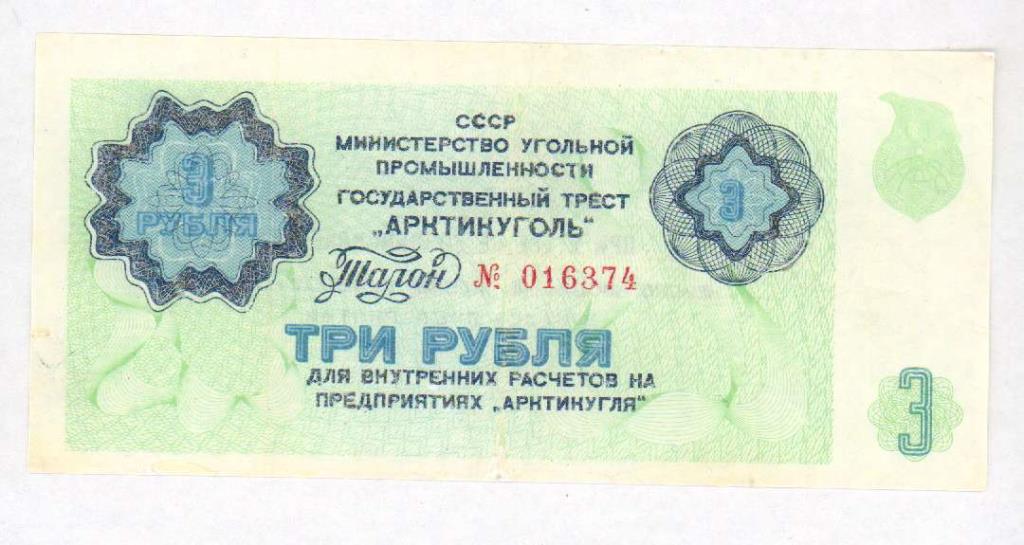 СССР
МИНИСТЕРСТВО УГОЛЬНОЙ
ПРОМЫШЛЕННОСТИ
ГОСУДАРСТВЕННЫЙ ТРЕСТ
„АРКТИКУГОЛЬ“
Талон № 016374
ТРИ РУБЛЯ
ДЛЯ ВНУТРЕННИХ РАСЧЕТОВ НА
ПРЕДПРИЯТИЯХ „АРКТИКУГЛЯ“
3
РУБЛЯ
3
3